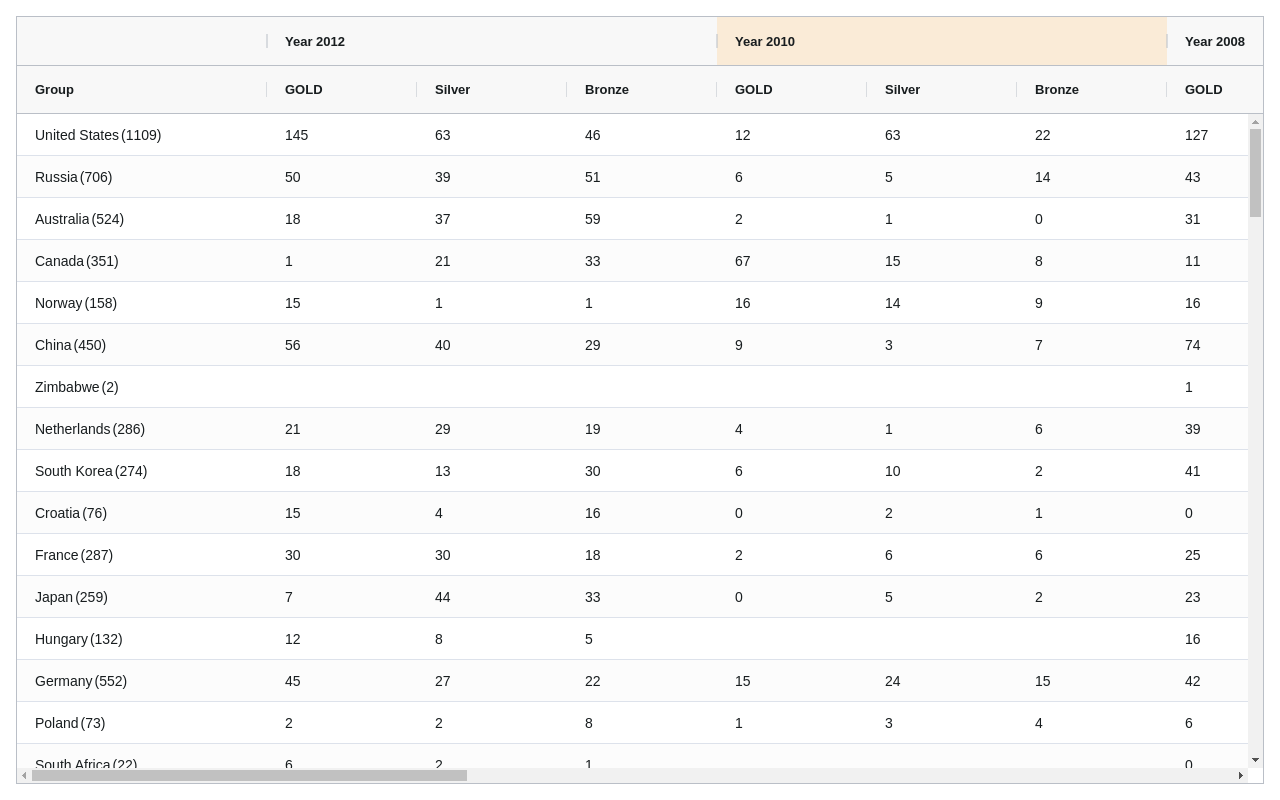 Year 2012 Year 2010 Year 2008
Group GOLD Silver Bronze GOLD Silver Bronze GOLD
United States (1109) 145 63 46 12 63 22 127
Russia (706) 50 39 51 6 5 14 43
Australia (524) 18 37 59 2 1 0 31
Canada (351) 1 21 33 67 15 8 11
Norway (158) 15 1 1 16 14 9 16
China (450) 56 40 29 9 3 7 74
Zimbabwe (2) 1
Netherlands (286) 21 29 19 4 1 6 39
South Korea (274) 18 13 30 6 10 2 41
Croatia (76) 15 4 16 0 2 1 0
France (287) 30 30 18 2 6 6 25
Japan (259) 7 44 33 0 5 2 23
Hungary (132) 12 8 5 16
Germany (552) 45 27 22 15 24 15 42
Poland (73) 2 2 8 1 3 4 6
South Africa (22) 6 2 1 0